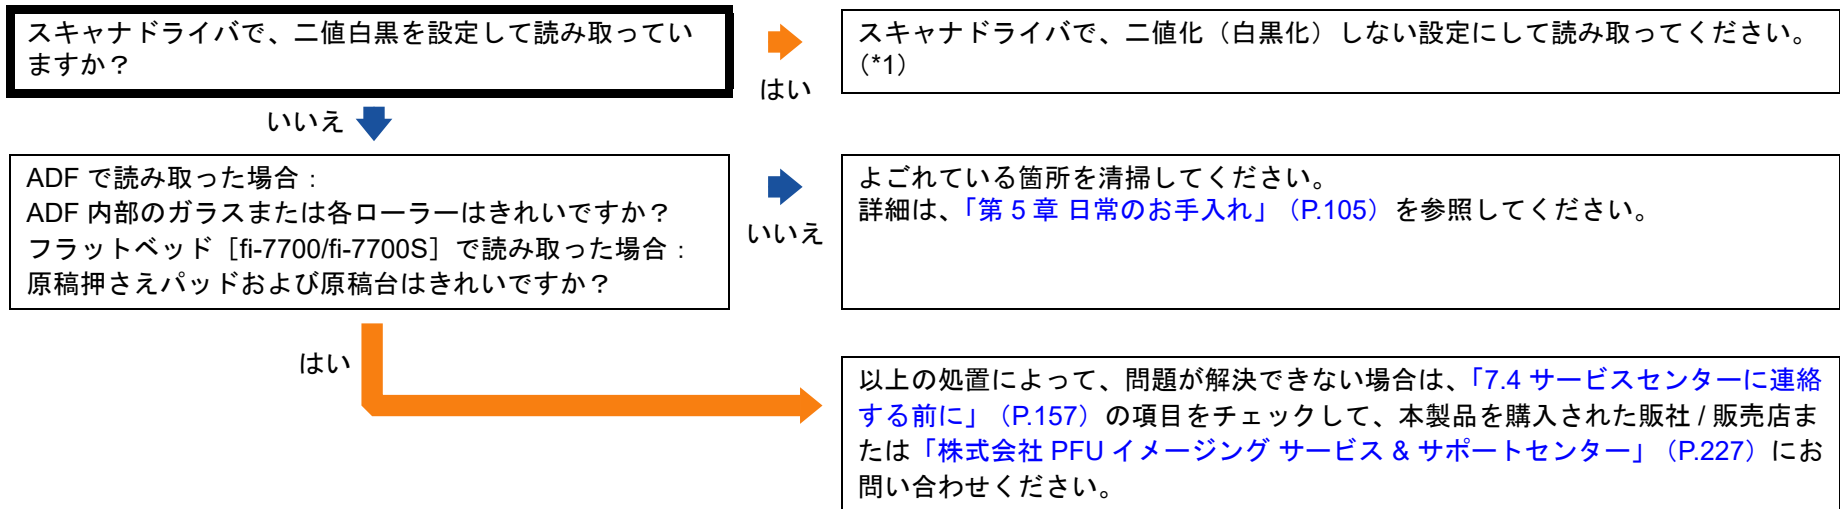 スキャナドライバで、二値白黒を設定して読み取ってい
ますか？
はい
スキャナドライバで、二値化（白黒化）しない設定にして読み取ってください。
（*1）
いいえ
ADF で読み取った場合：
ADF 内部のガラスまたは各ローラーはきれいですか？
フラットベッド［fi-7700/fi-7700S］で読み取った場合：
原稿押さえパッドおよび原稿台はきれいですか？
いいえ
よごれている箇所を清掃してください。
詳細は、「第 5 章 日常のお手入れ」（P.105）を参照してください。
はい
以上の処置によって、問題が解決できない場合は、「7.4 サービスセンターに連絡
する前に」（P.157）の項目をチェックして、本製品を購入された販社 / 販売店ま
たは「株式会社 PFU イメージング サービス & サポートセンター」（P.227）にお
問い合わせください。